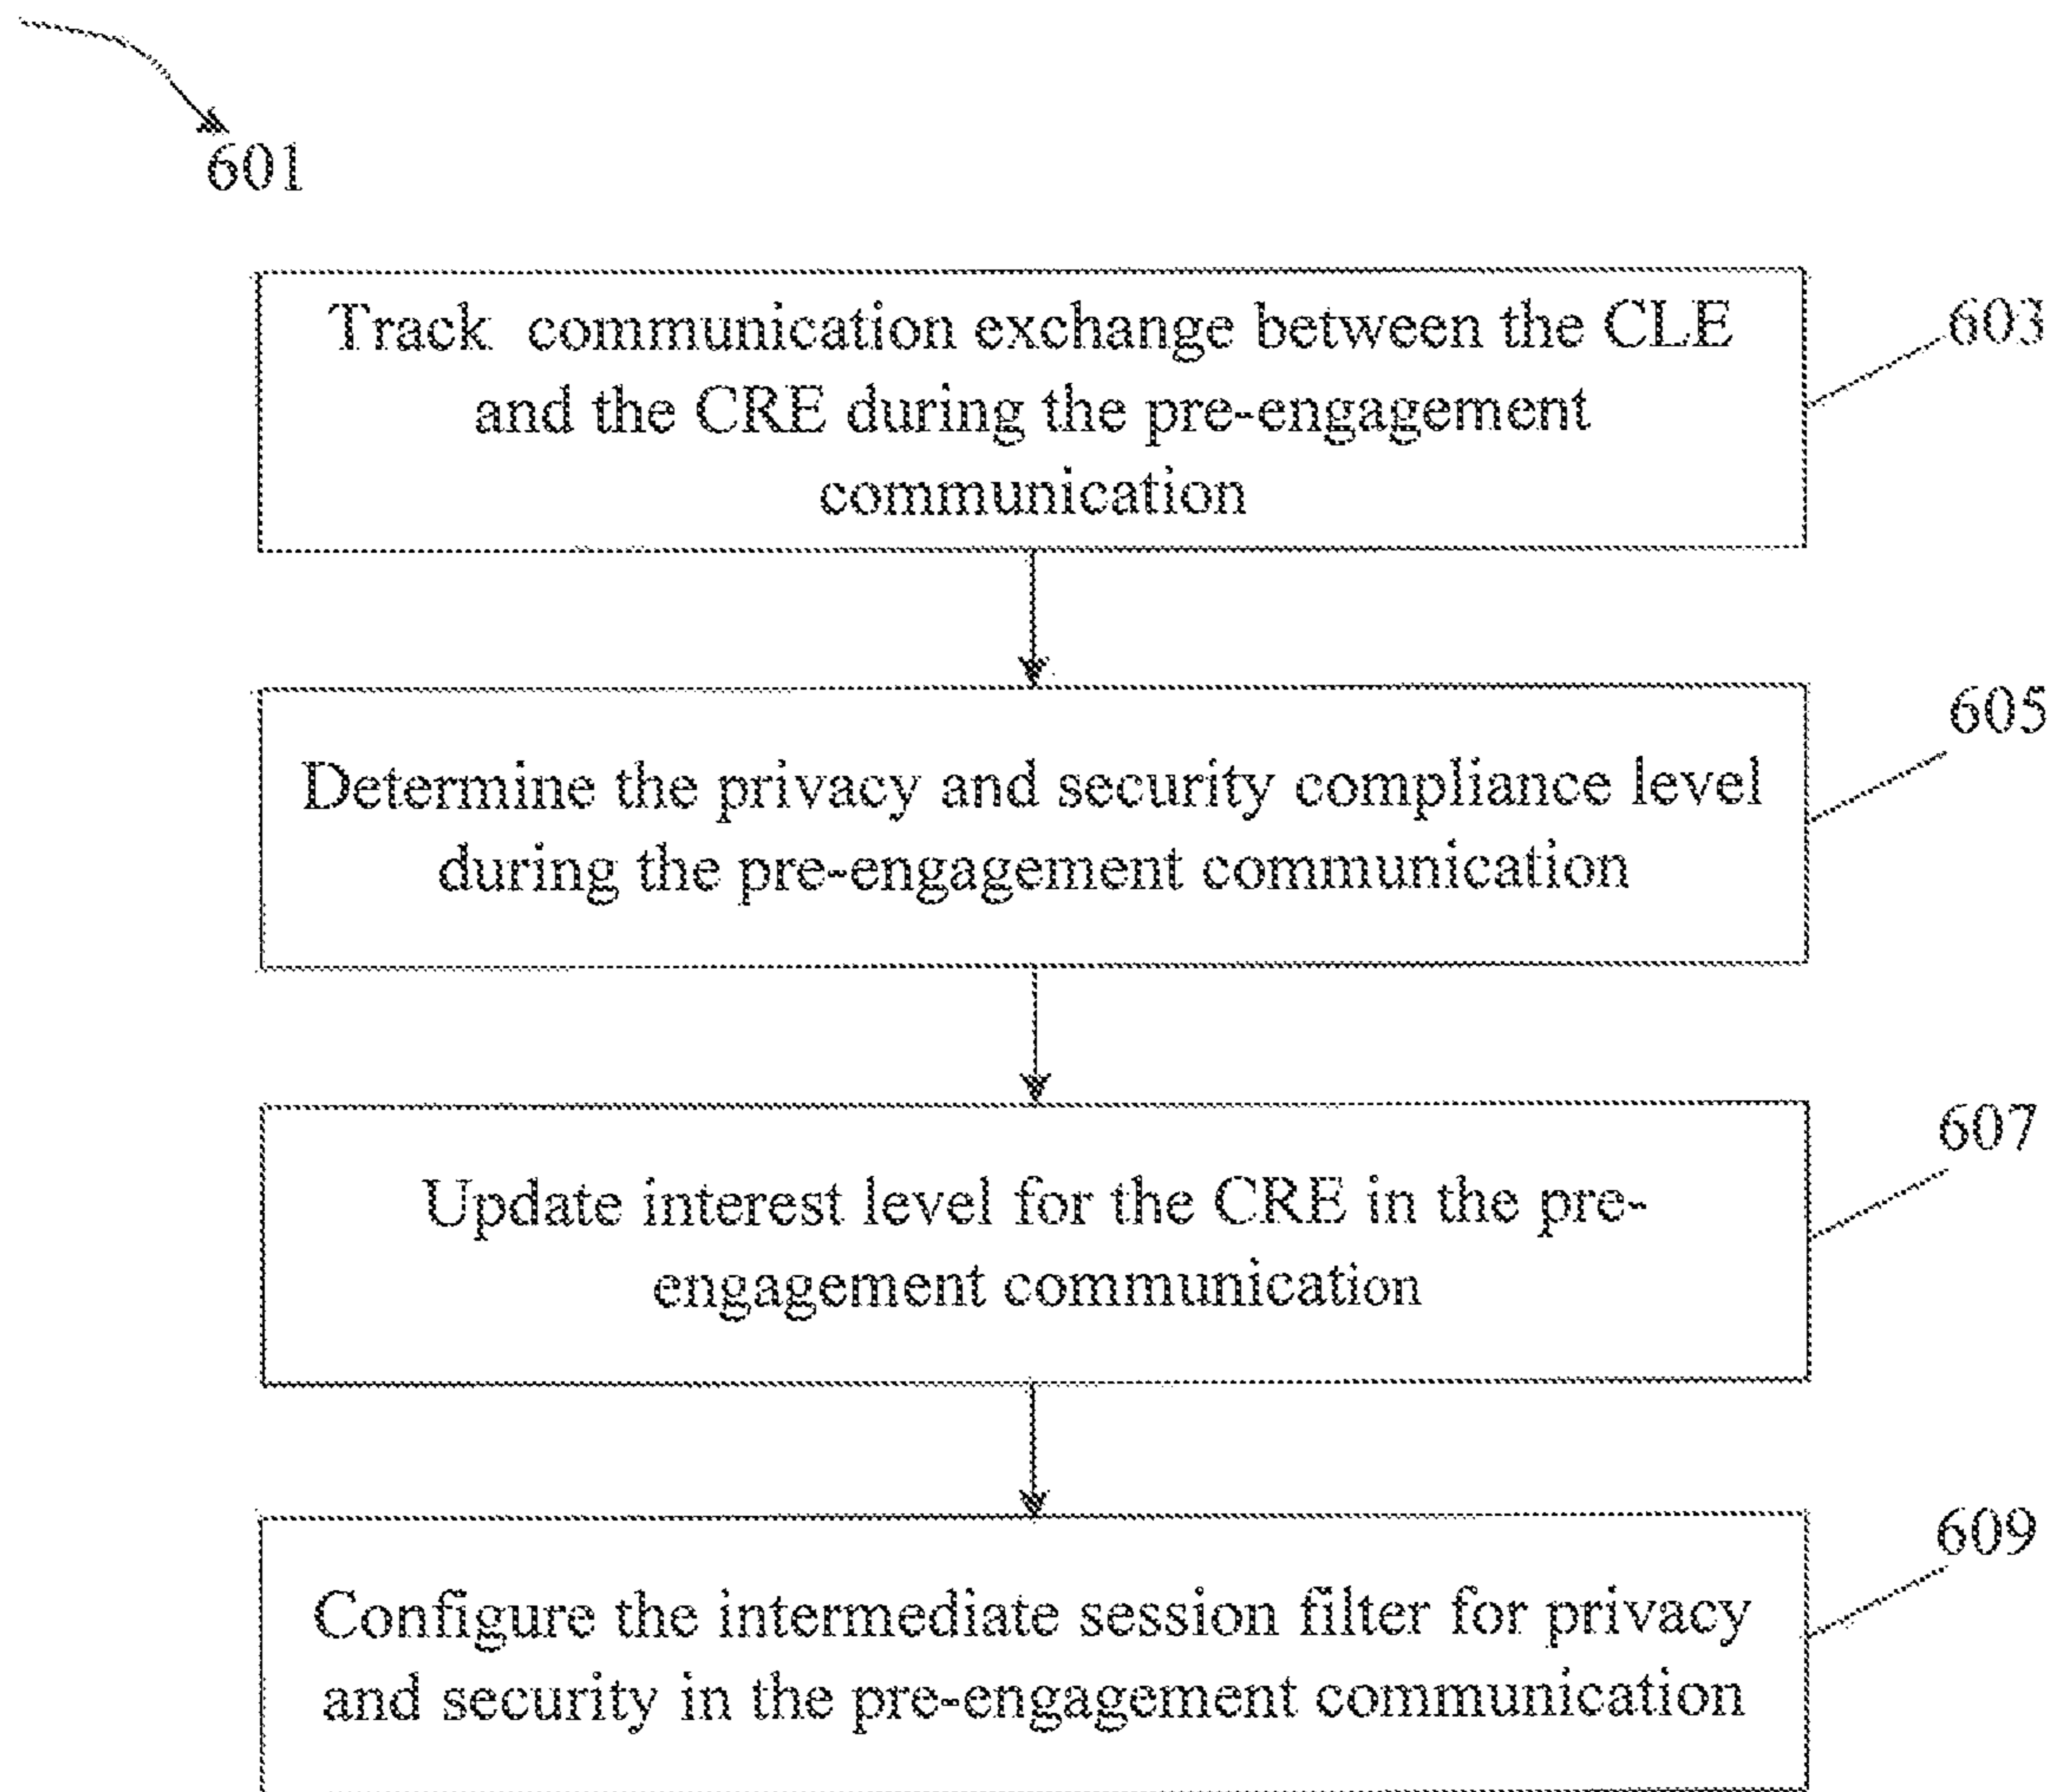 601
Track communication exchange between the CLE
and the CRE during the pre-engagement
communication
603
Determine the privacy and security compliance level
during the pre-engagement communication
605
Update interest level for the CRE in the pre-
engagement communication
607
Configure the intermediate session filter for privacy
and security in the pre-engagement communication
609